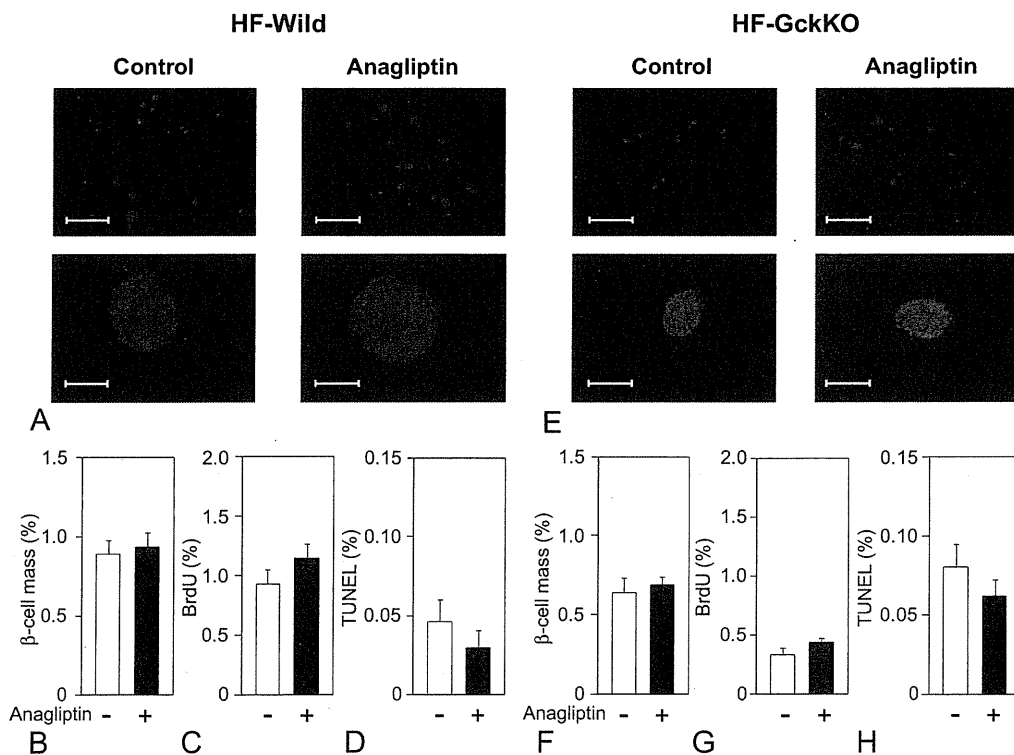 HF-Wild
HF-GckKO
Control
Anagliptin
Control
Anagliptin
A
E
β-cell mass (%)
1.5
1.0
0.5
0
BrdU (%)
2.0
1.5
1.0
0.5
0
TUNEL (%)
0.15
0.10
0.05
0
β-cell mass (%)
1.5
1.0
0.5
0
BrdU (%)
2.0
1.5
1.0
0.5
0
TUNEL (%)
0.15
0.10
0.05
0
Anagliptin - + - + - +
Anagliptin - + - + - +
B
C
D
F
G
H